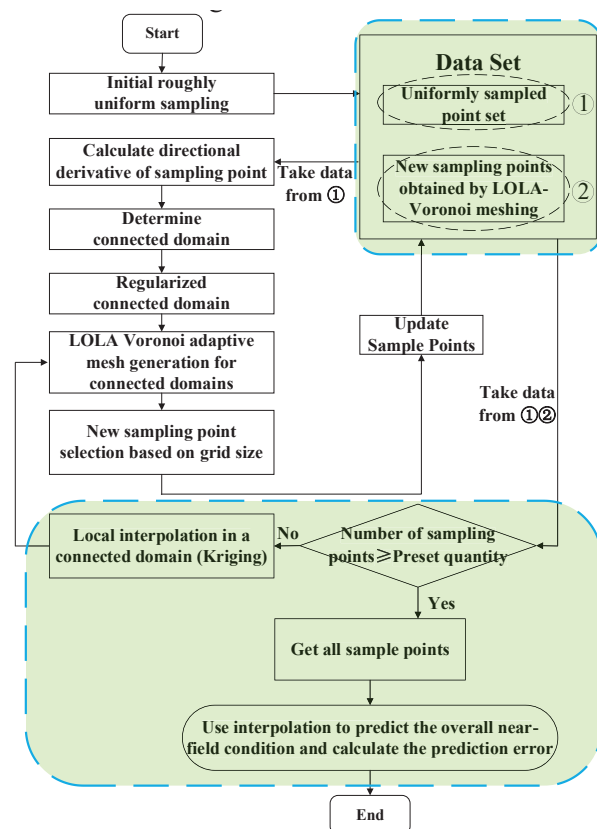 Start
Initial roughly
uniform sampling
Data Set
Uniformly sampled
point set
①
New sampling points
obtained by LOLA-
Voronoi meshing
②
Calculate directional
derivative of sampling point
Take data
from ①
Determine
connected domain
Regularized
connected domain
LOLA Voronoi adaptive
mesh generation for
connected domains
New sampling point
selection based on grid size
Update
Sample Points
Take data
from ①②
Local interpolation in a
connected domain (Kriging)
No
Number of sampling
points⩾Preset quantity
Yes
Get all sample points
Use interpolation to predict the overall near-
field condition and calculate the prediction error
End